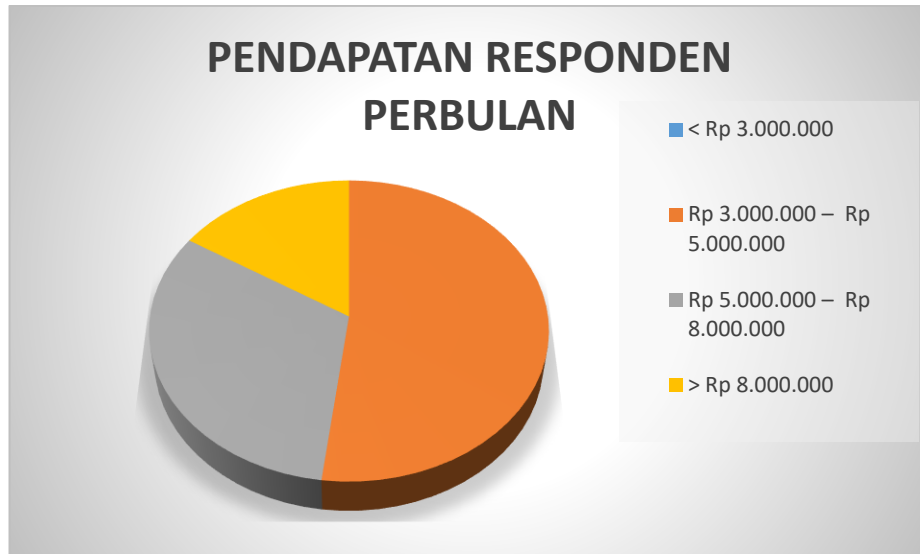 PENDAPATAN RESPONDEN
PERBULAN
< Rp 3.000.000
Rp 3.000.000 – Rp
5.000.000
Rp 5.000.000 – Rp
8.000.000
> Rp 8.000.000